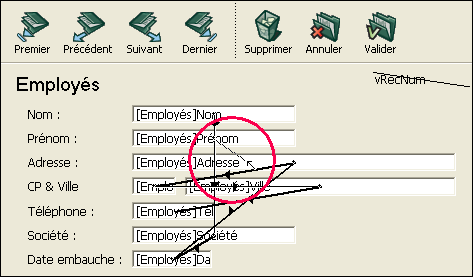 Premier Précédent Suivant Dernier Supprimer Annuler Valider
Employés
vRecNum
Nom : [Employés]Nom
Prénom : [Employés]Prénom
Adresse : [Employés]Adresse
CP & Ville [Emplo [Employés]Ville
Téléphone : [Employés]Tél
Société : [Employés]Société
Date embauche : [Employés]Da